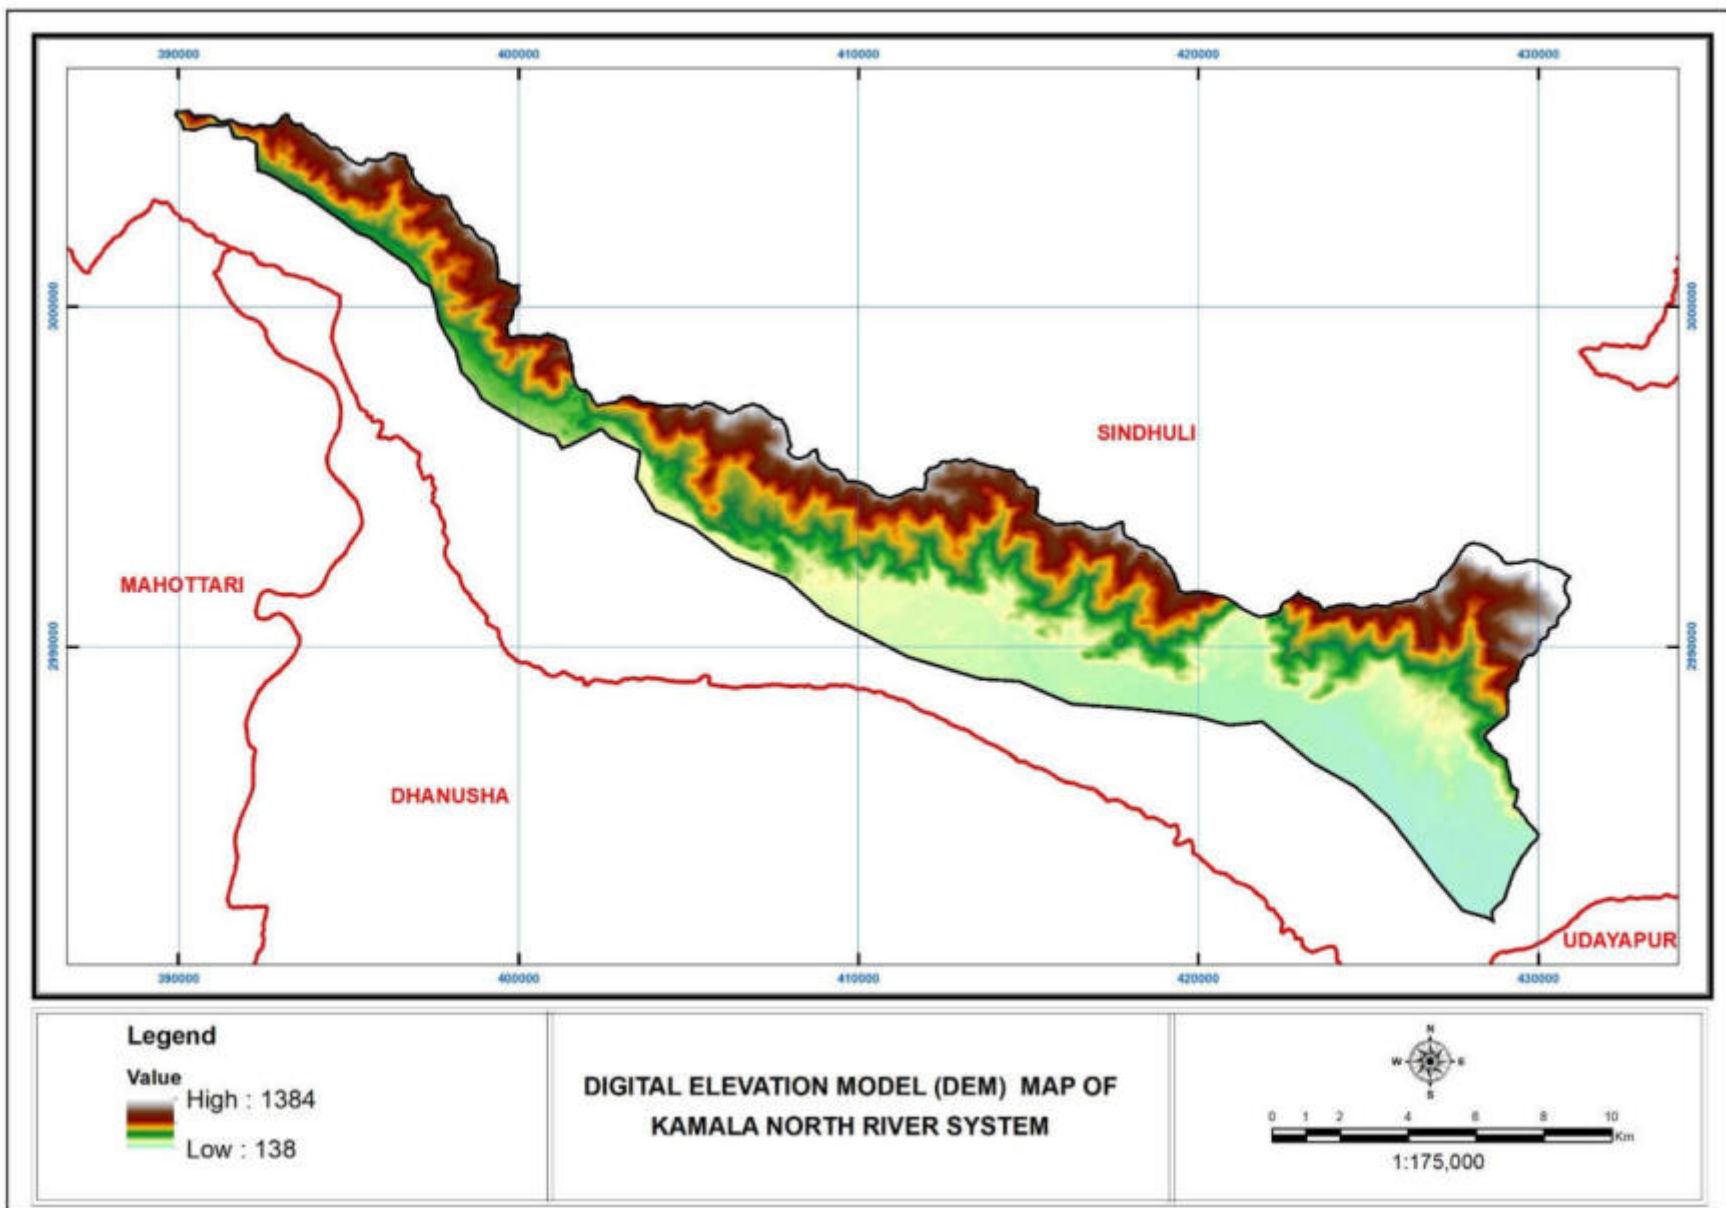 390000 400000 410000 420000 430000
3000000 3000000
SINDHULI
MAHOTTARI
2990000 2990000
DHANUSHA
UDAYAPUR
390000 400000 410000 420000 430000
Legend
Value
High : 1384
Low : 138
DIGITAL ELEVATION MODEL (DEM) MAP OF
KAMALA NORTH RIVER SYSTEM
N
W E
S
0 1 2 4 6 8 10
Km
1:175,000